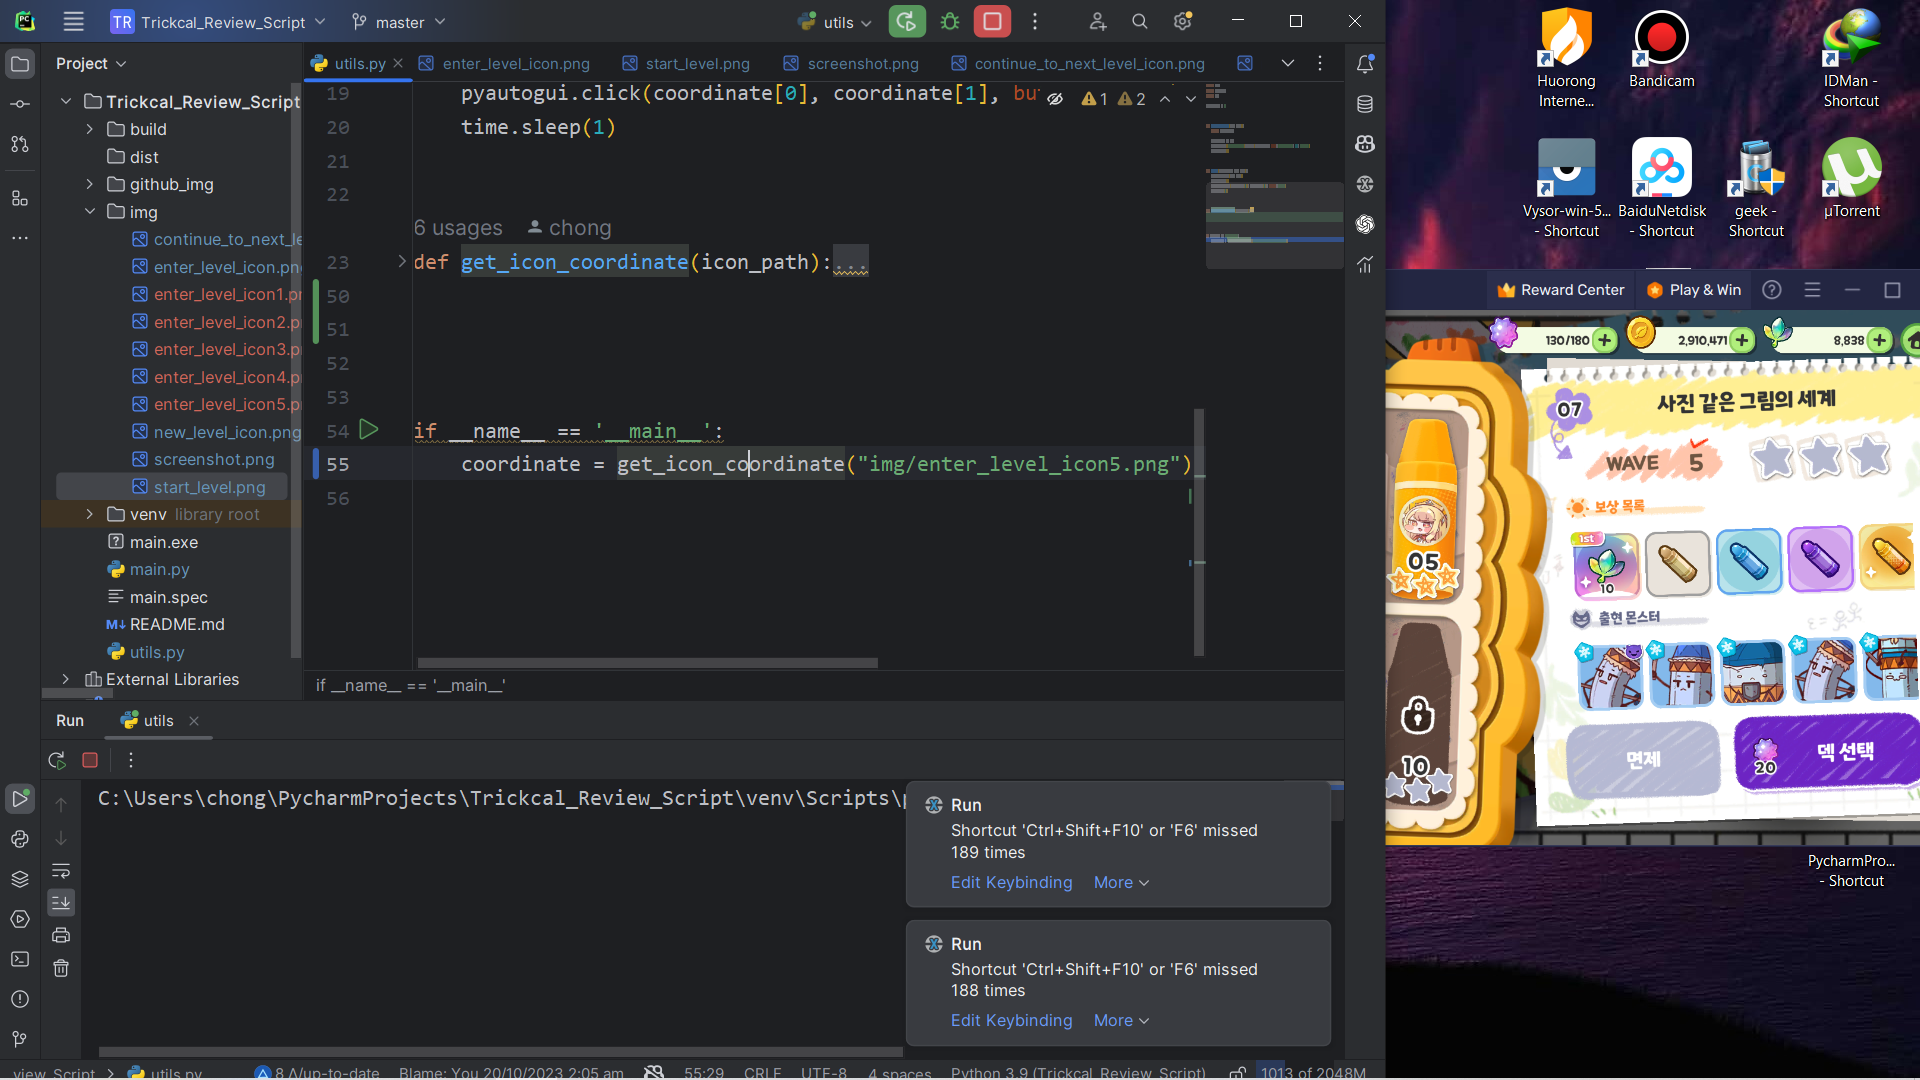 TR Trickcal_Review_Script master utils
Project
utils.py enter_level_icon.png start_level.png screenshot.png continue_to_next_level_icon.png
Trickcal_Review_Script
build
dist
github_img
img
continue_to_next_le
enter_level_icon.png
enter_level_icon1.pn
enter_level_icon2.p
enter_level_icon3.p
enter_level_icon4.p
enter_level_icon5.p
new_level_icon.png
screenshot.png
start_level.png
venv library root
main.exe
main.py
main.spec
README.md
utils.py
External Libraries
19 pyautogui.click(coordinate[0], coordinate[1], bu
1 2
20 time.sleep(1)
21
22
6 usages chong
23 def get_icon_coordinate(icon_path):...
50
51
52
53
54 if __name__ == '__main__':
55 coordinate = get_icon_coordinate("img/enter_level_icon5.png")
56
if __name__ == '__main__'
Run utils
C:\Users\chong\PycharmProjects\Trickcal_Review_Script\venv\Scripts\p
Run
Shortcut 'Ctrl+Shift+F10' or 'F6' missed
189 times
Edit Keybinding More
Run
Shortcut 'Ctrl+Shift+F10' or 'F6' missed
188 times
Edit Keybinding More
view_Script utils.py 8 Δ/up-to-date Blame: You 20/10/2023 2:05 am 55:29 CRLF UTF-8 4 spaces Python 3.9 (Trickcal_Review_Script) 1013 of 2048M
Huorong
Interne...
Bandicam
IDMan -
Shortcut
Vysor-win-5...
- Shortcut
BaiduNetdisk
- Shortcut
geek -
Shortcut
µTorrent
Reward Center Play & Win
130/180 2,910,471 8,838
07 사진 같은 그림의 세계
WAVE 5
보상 목록
1st
10
출현 몬스터
05
10
면제
20 덱 선택
PycharmPro...
- Shortcut